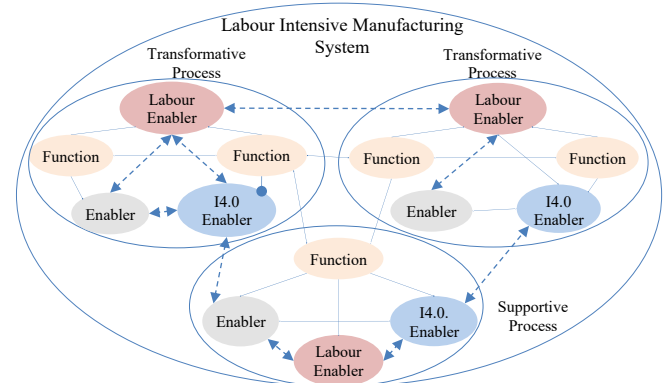 Labour Intensive Manufacturing
System
Transformative
Process
Transformative
Process
Labour
Enabler
Labour
Enabler
Function
Function
Function
Function
Enabler
I4.0
Enabler
Enabler
I4.0
Enabler
Function
Enabler
I4.0.
Enabler
Labour
Enabler
Supportive
Process